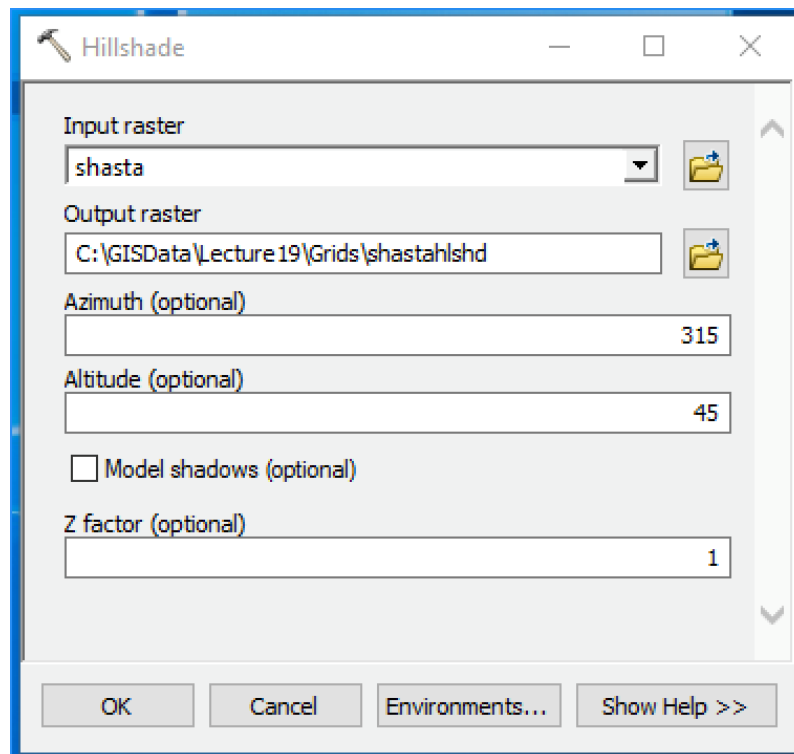 Hillshade
Input raster
shasta
Output raster
C:\GISData\Lecture19\Grids\shastahlshd
Azimuth (optional)
315
Altitude (optional)
45
Model shadows (optional)
Z factor (optional)
1
OK Cancel Environments... Show Help >>